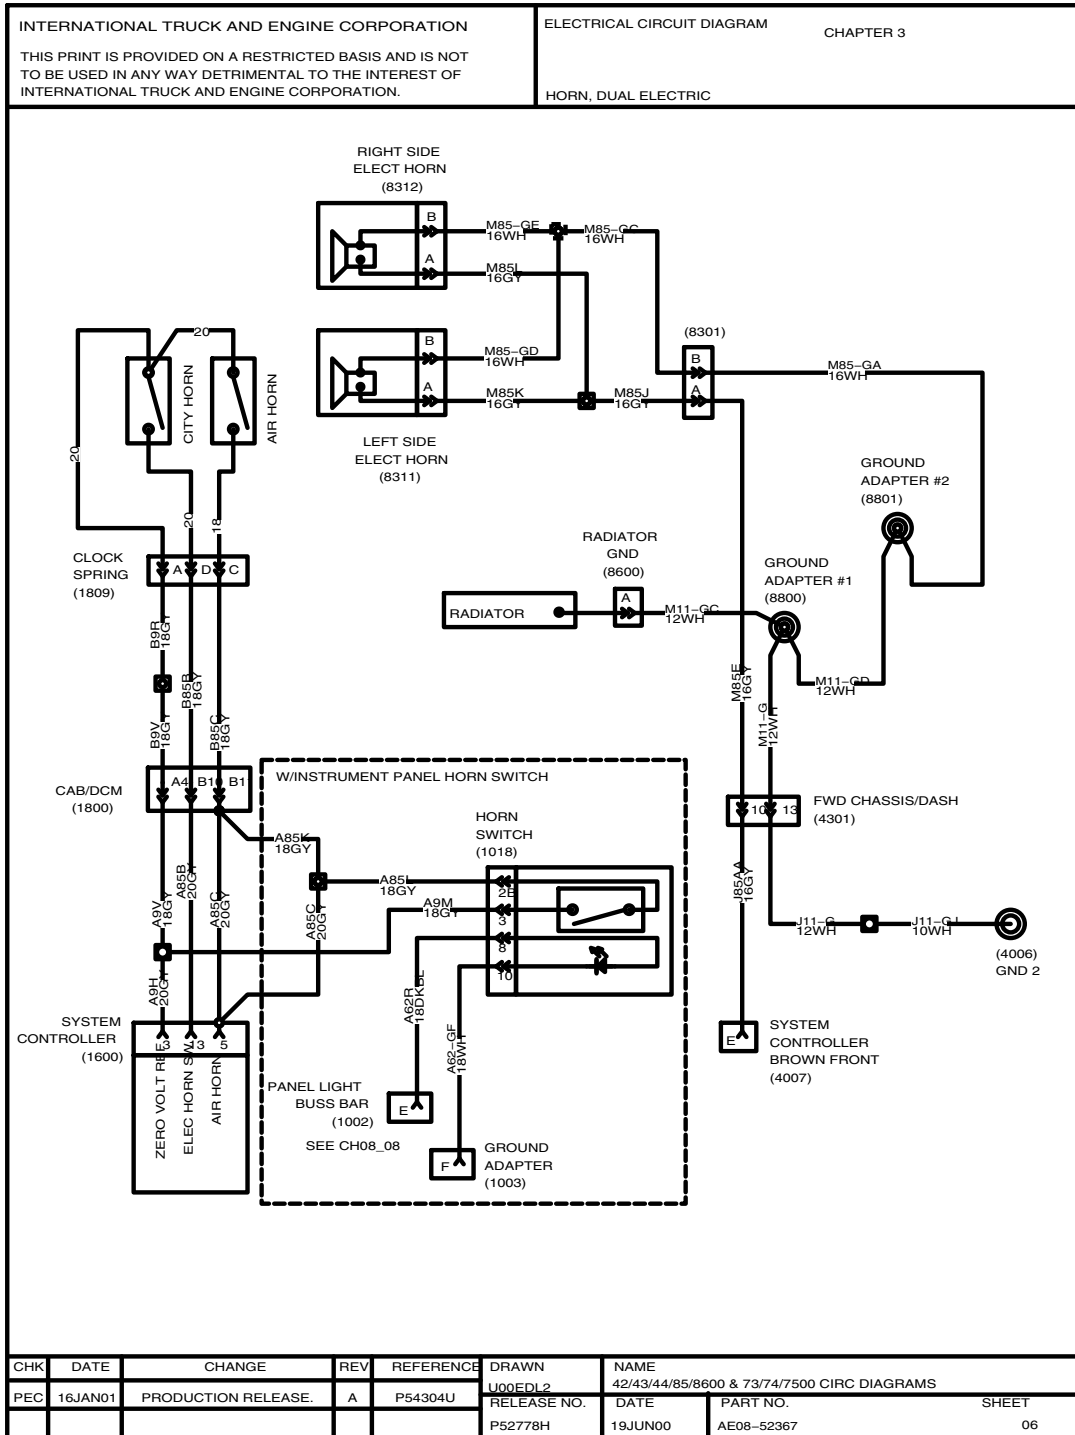 INTERNATIONAL TRUCK AND ENGINE CORPORATION
THIS PRINT IS PROVIDED ON A RESTRICTED BASIS AND IS NOT
TO BE USED IN ANY WAY DETRIMENTAL TO THE INTEREST OF
INTERNATIONAL TRUCK AND ENGINE CORPORATION.
ELECTRICAL CIRCUIT DIAGRAM
CHAPTER 3
HORN, DUAL ELECTRIC
RIGHT SIDE
ELECT HORN
(8312)
B
A
M85-GE
16WH
M85-GC
16WH
M85L
16GY
B
A
M85-GD
16WH
M85K
16GY
M85J
16GY
LEFT SIDE
ELECT HORN
(8311)
(8301)
B
A
M85-GA
16WH
20
20
CITY HORN
AIR HORN
20
18
CLOCK
SPRING
(1809)
A
D
C
GROUND
ADAPTER #2
(8801)
RADIATOR
GND
(8600)
A
RADIATOR
M11-GC
12WH
GROUND
ADAPTER #1
(8800)
M11-GD
12WH
B9R
18GY
B85B
18GY
B9V
18GY
B85C
18GY
M85E
16GY
M11-G
12WH
CAB/DCM
(1800)
A4
B10
B1
W/INSTRUMENT PANEL HORN SWITCH
FWD CHASSIS/DASH
(4301)
10
13
HORN
SWITCH
(1018)
A85K
18GY
A85L
18GY
A9M
18GY
2B
3
8
10
A9V
18GY
A85B
20GY
A85C
20GY
A85C
20GY
J85AA
16GY
J11-G
12WH
J11-GJ
10WH
(4006)
GND 2
A9H
20GY
A62R
18DKBL
A62-GF
18WH
SYSTEM
CONTROLLER
(1600)
3
13
5
ZERO VOLT REF
ELEC HORN SW
AIR HORN
E
SYSTEM
CONTROLLER
BROWN FRONT
(4007)
PANEL LIGHT
BUSS BAR
(1002)
E
SEE CH08_08
F
GROUND
ADAPTER
(1003)
CHK DATE CHANGE REV REFERENCE
PEC 16JAN01 PRODUCTION RELEASE. A P54304U
DRAWN
U00EDL2
NAME
42/43/44/85/8600 & 73/74/7500 CIRC DIAGRAMS
RELEASE NO. DATE PART NO. SHEET
P52778H 19JUN00 AE08-52367 06